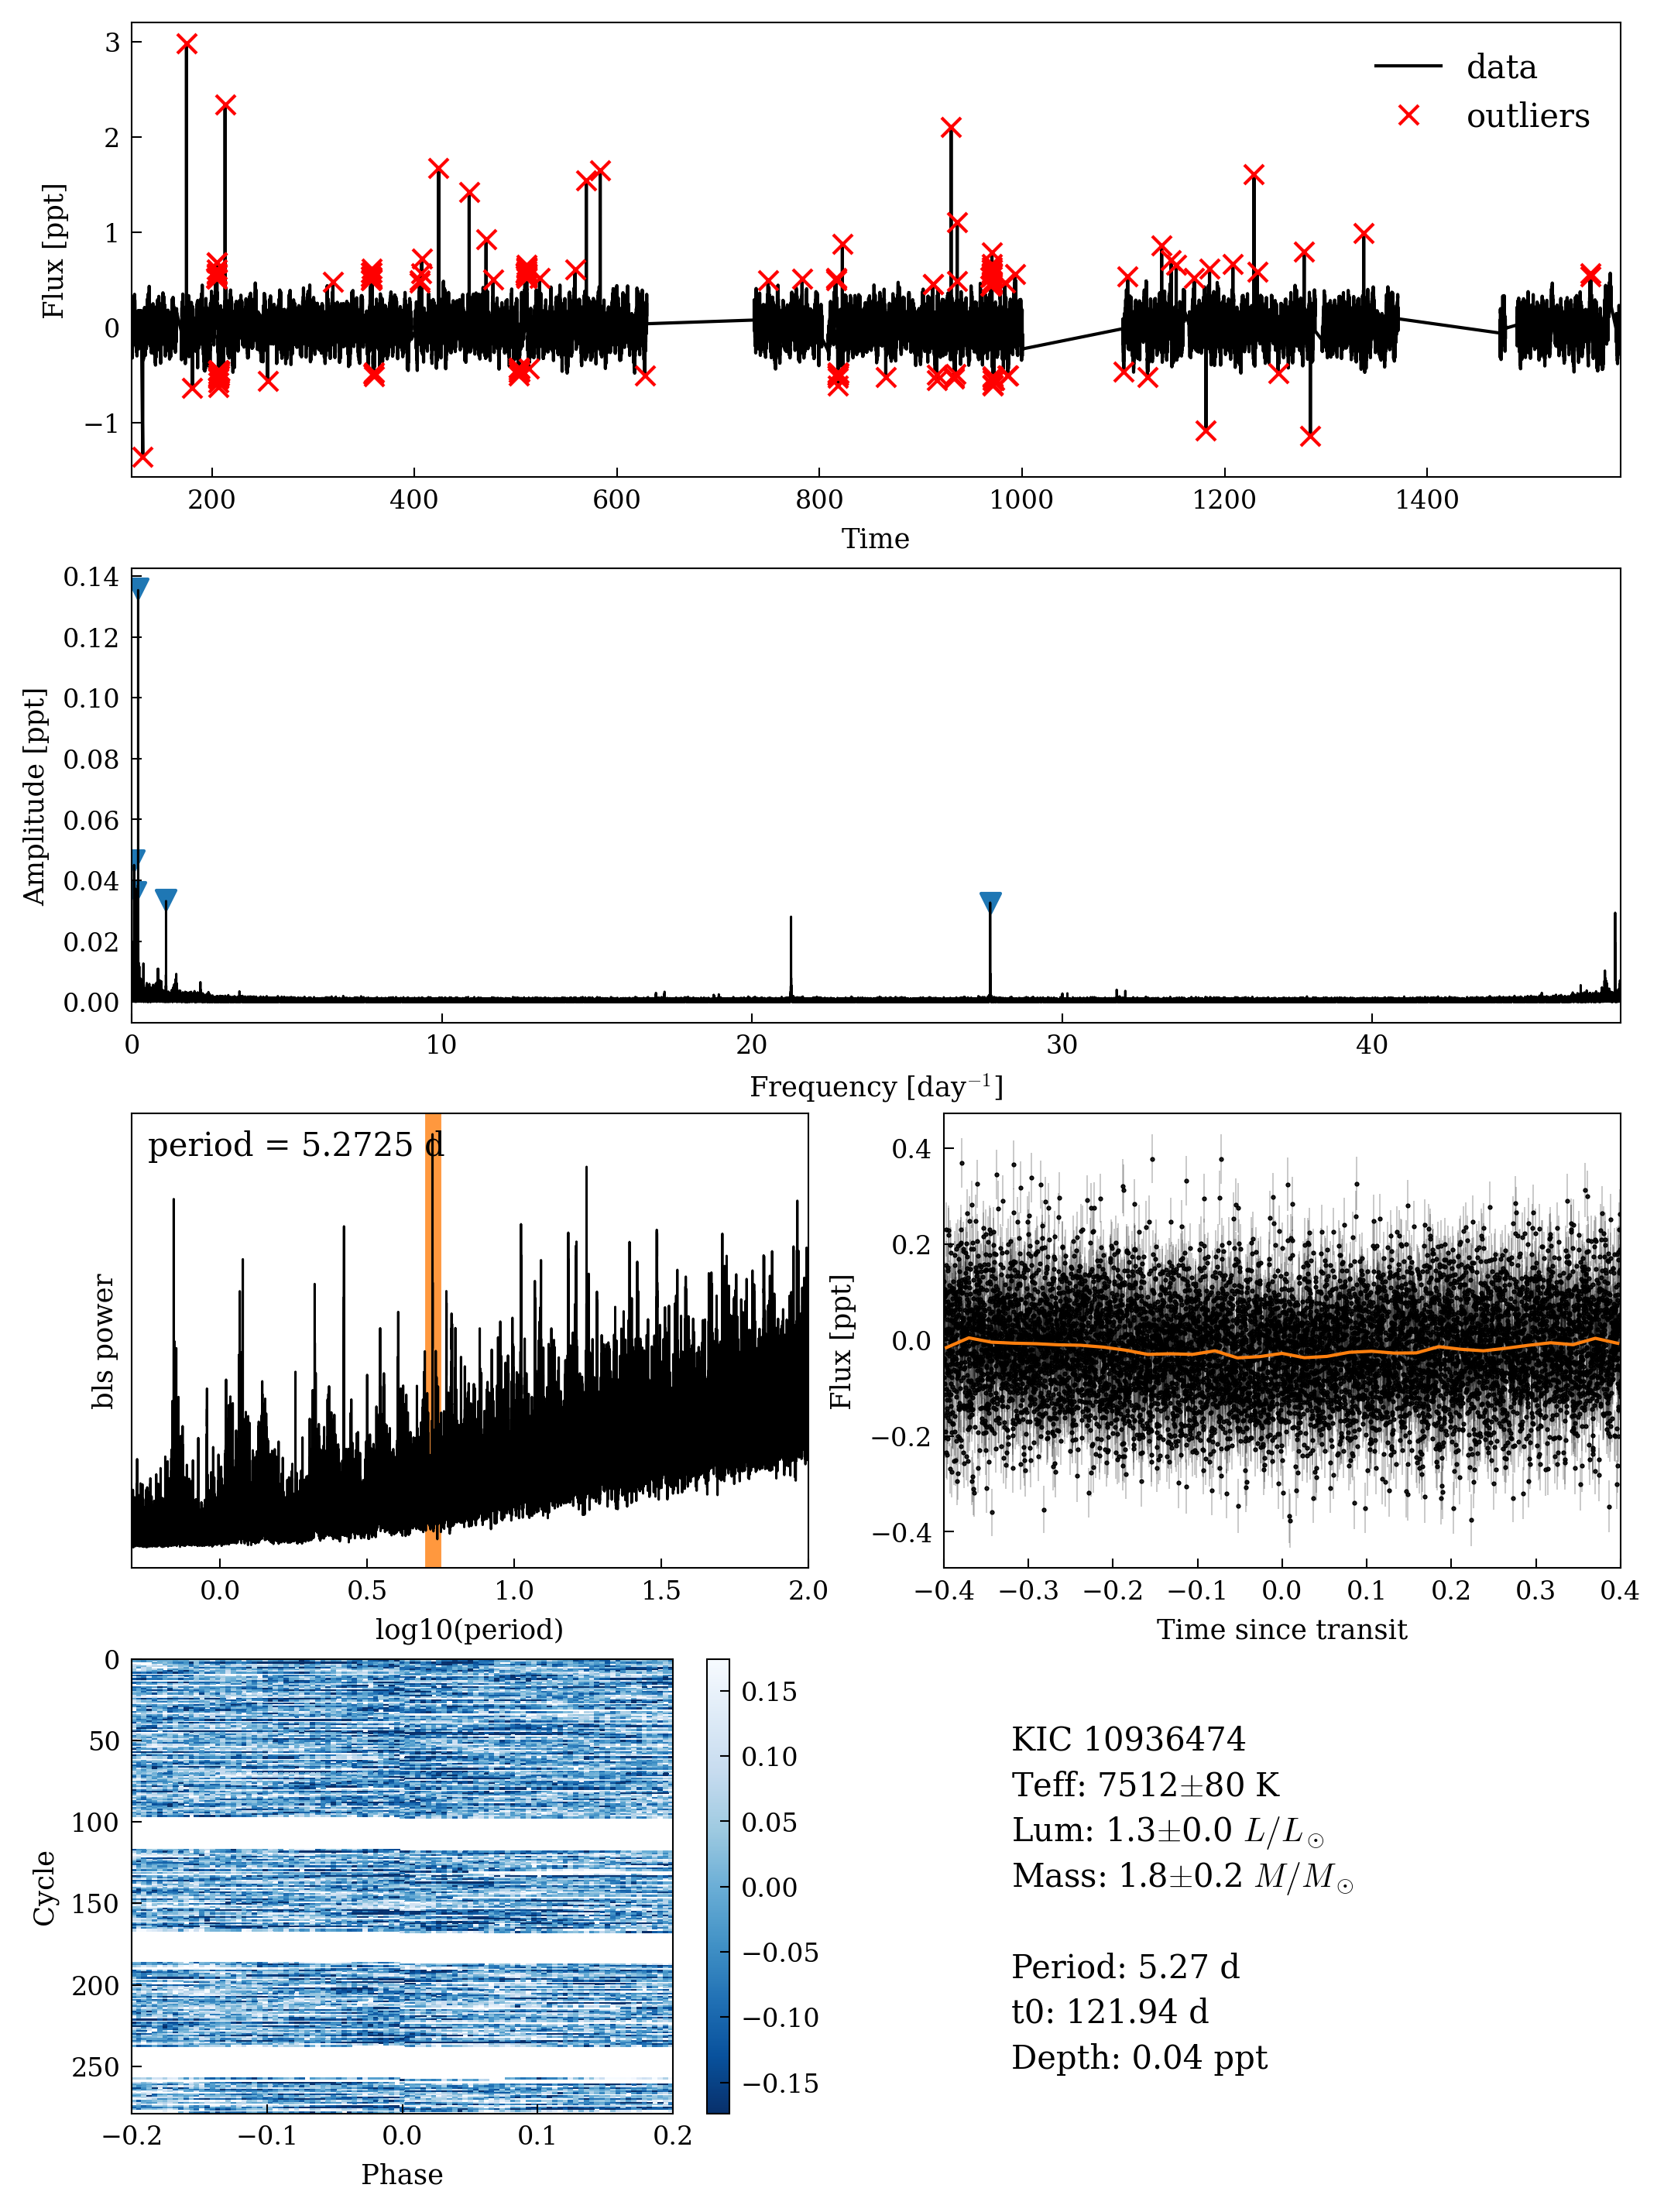 3
2
1
0
−1
Flux [ppt]
data
outliers
200 400 600 800 1000 1200 1400
Time
0.14
0.12
0.10
0.08
0.06
0.04
0.02
0.00
Amplitude [ppt]
0 10 20 30 40
Frequency [day⁻¹]
period = 5.2725 d
bls power
0.0 0.5 1.0 1.5 2.0
log10(period)
0.4
0.2
0.0
−0.2
−0.4
Flux [ppt]
−0.4 −0.3 −0.2 −0.1 0.0 0.1 0.2 0.3 0.4
Time since transit
0
50
100
150
200
250
Cycle
−0.2 −0.1 0.0 0.1 0.2
Phase
0.15
0.10
0.05
0.00
−0.05
−0.10
−0.15
KIC 10936474
Teff: 7512±80 K
Lum: 1.3±0.0 L/L☉
Mass: 1.8±0.2 M/M☉
Period: 5.27 d
t0: 121.94 d
Depth: 0.04 ppt